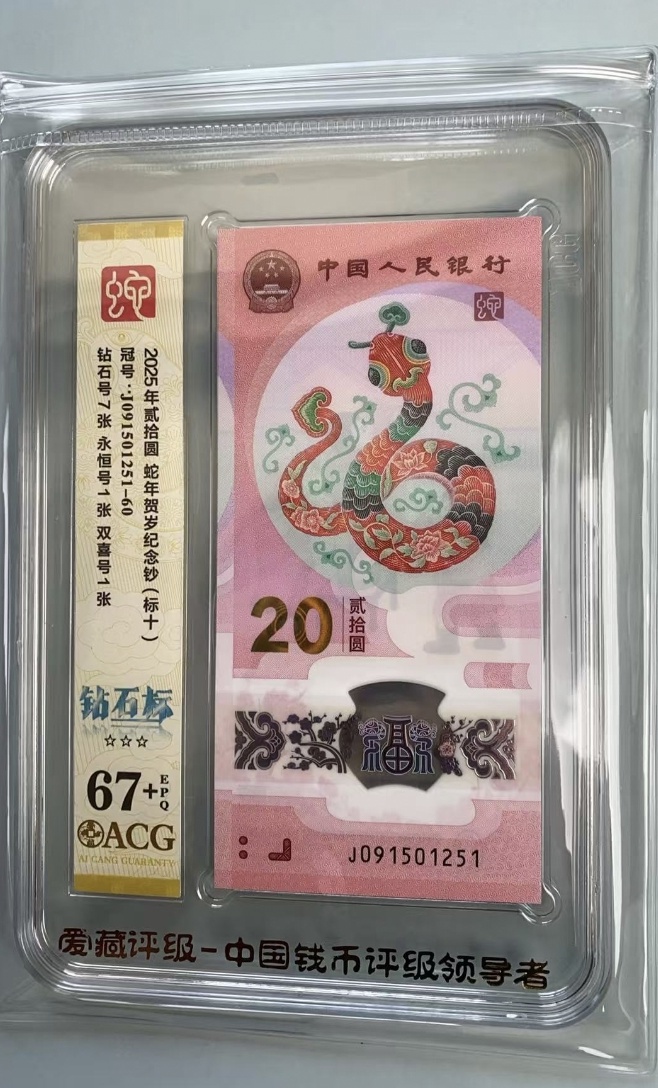 蛇
2025年贰拾圆 蛇年贺岁纪念钞(标十)
冠号:J091501251-60
钻石号7张 永恒号1张 双喜号1张
钻石标
☆☆☆
67+EPQ
ACG
AI CANG GUARANTY
中国人民银行
蛇
20 贰拾圆
福
J091501251
爱藏评级-中国钱币评级领导者